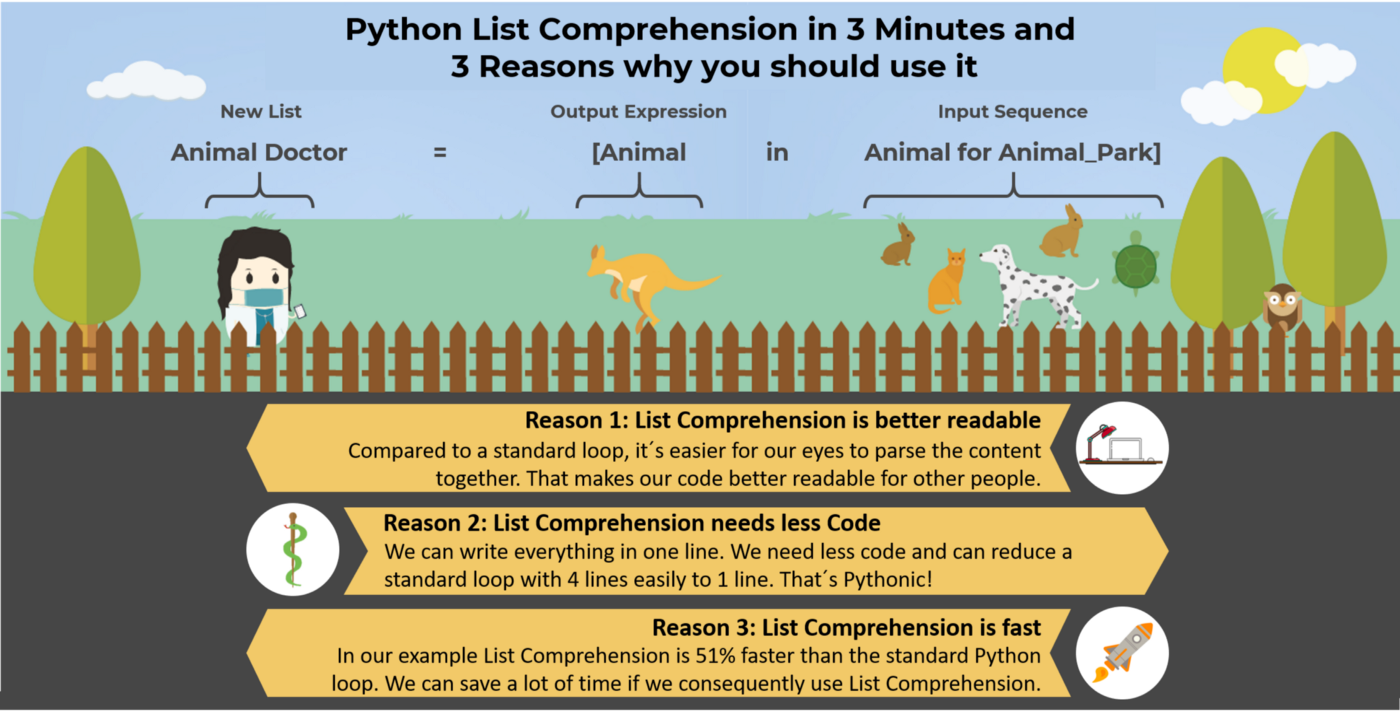 Python List Comprehension in 3 Minutes and
3 Reasons why you should use it
New List
Output Expression
Input Sequence
Animal Doctor = [Animal in Animal for Animal_Park]
Reason 1: List Comprehension is better readable
Compared to a standard loop, it´s easier for our eyes to parse the content
together. That makes our code better readable for other people.
Reason 2: List Comprehension needs less Code
We can write everything in one line. We need less code and can reduce a
standard loop with 4 lines easily to 1 line. That´s Pythonic!
Reason 3: List Comprehension is fast
In our example List Comprehension is 51% faster than the standard Python
loop. We can save a lot of time if we consequently use List Comprehension.